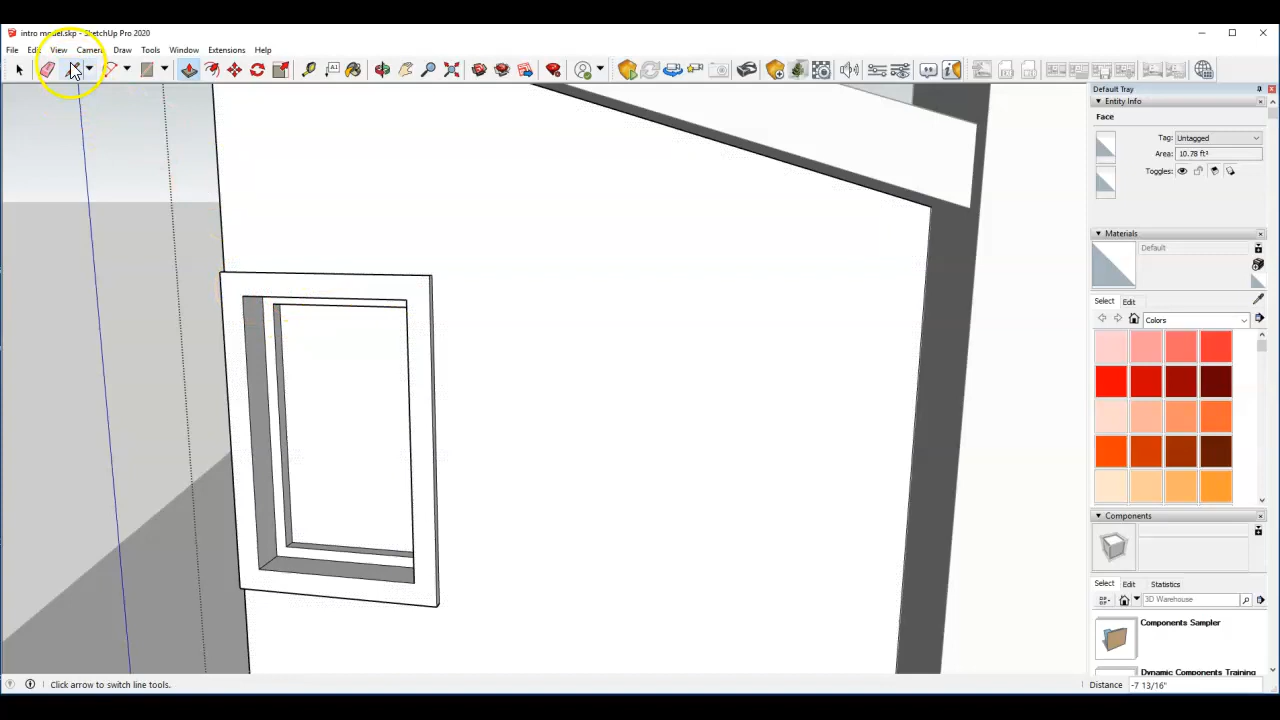 intro model.skp - SketchUp Pro 2020
File Edit View Camera Draw Tools Window Extensions Help
A1
Default Tray
Entity Info
Face
Tag: Untagged
Area: 10.78 ft²
Toggles:
Materials
Default
Select Edit
Colors
Components
Select Edit Statistics
3D Warehouse
Components Sampler
Dynamic Components Training
Click arrow to switch line tools.
Distance -7 13/16"